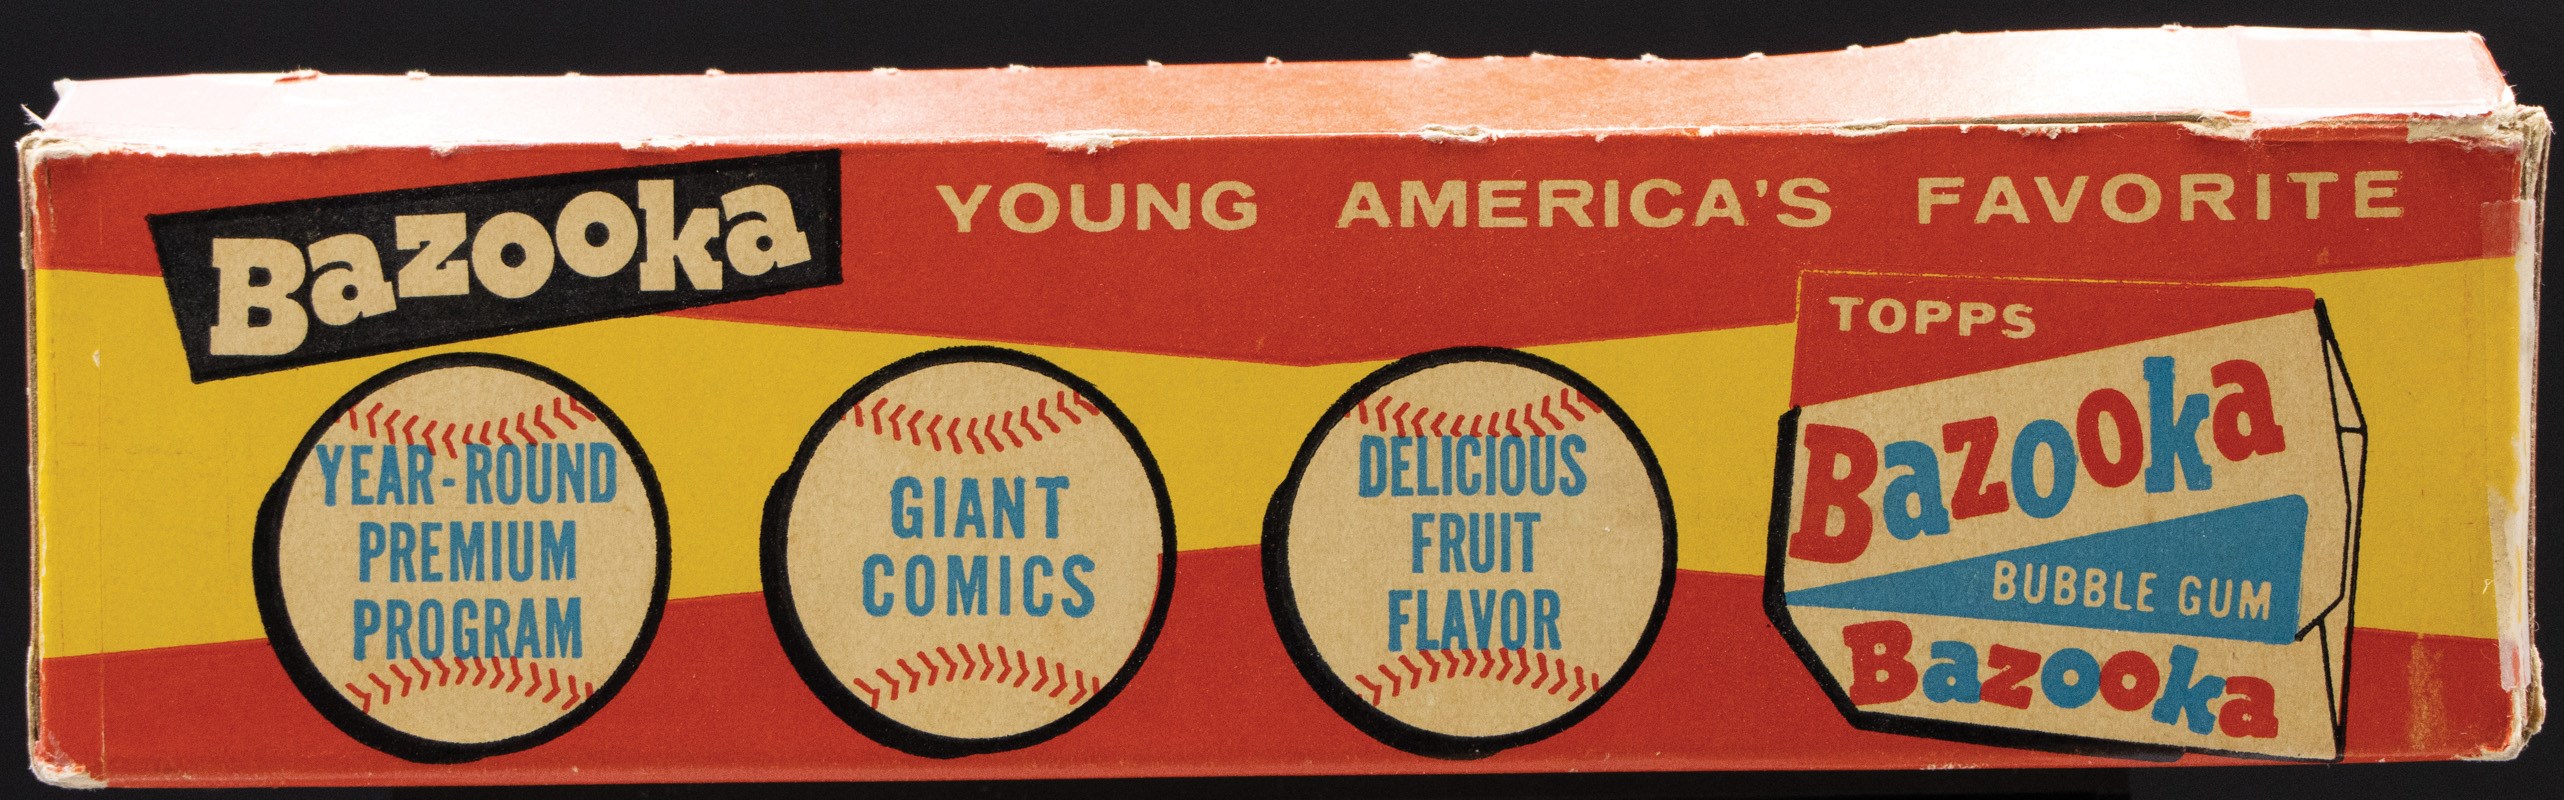 Bazooka
YOUNG AMERICA'S FAVORITE
YEAR-ROUND
PREMIUM
PROGRAM
GIANT
COMICS
DELICIOUS
FRUIT
FLAVOR
TOPPS
Bazooka
BUBBLE GUM
Bazooka